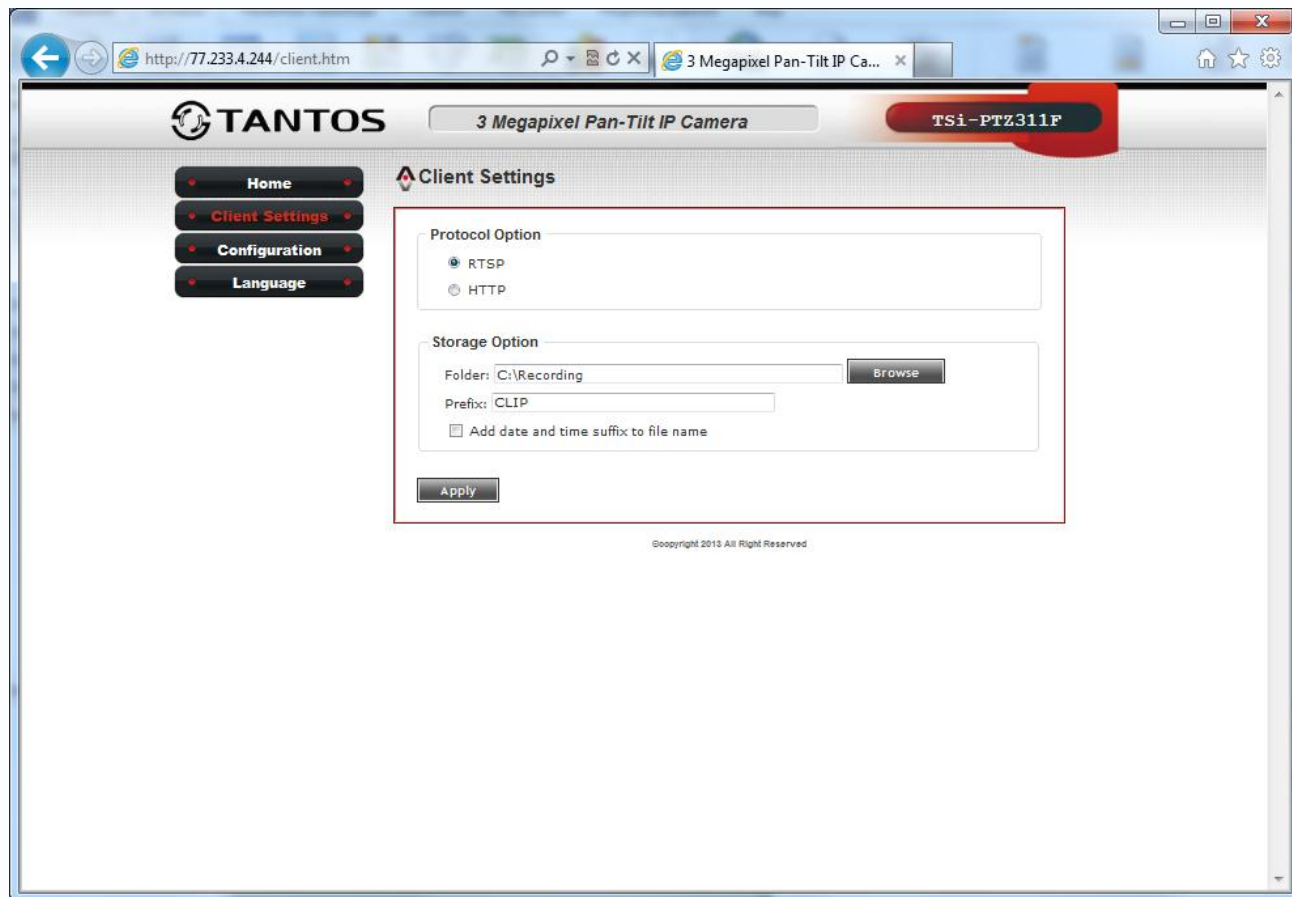 http://77.233.4.244/client.htm
3 Megapixel Pan-Tilt IP Ca...
TANTOS
3 Megapixel Pan-Tilt IP Camera
TSi-PTZ311F
Home
Client Settings
Configuration
Language
Client Settings
Protocol Option
RTSP
HTTP
Storage Option
Folder: C:\Recording
Browse
Prefix: CLIP
Add date and time suffix to file name
Apply
©oopyright 2013 All Right Reserved